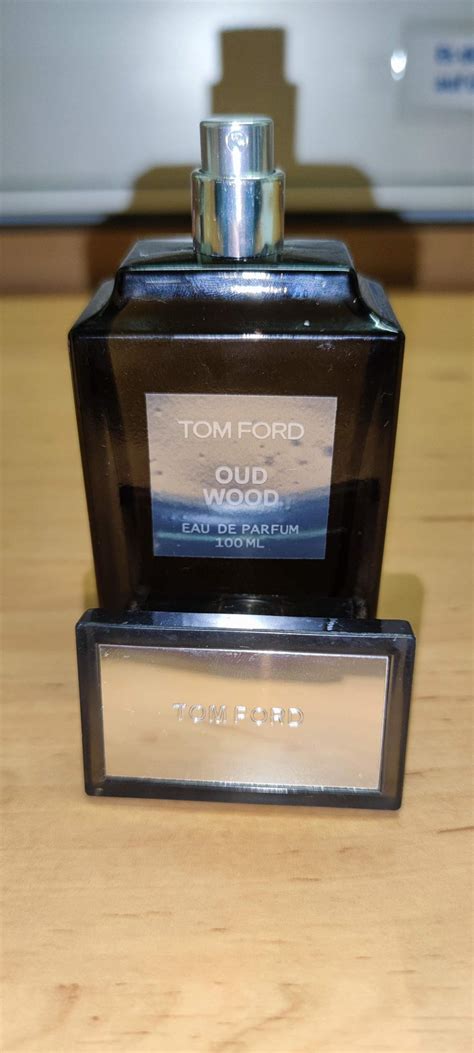 TOM FORD
OUD
WOOD
EAU DE PARFUM
100 ML
TOM FORD